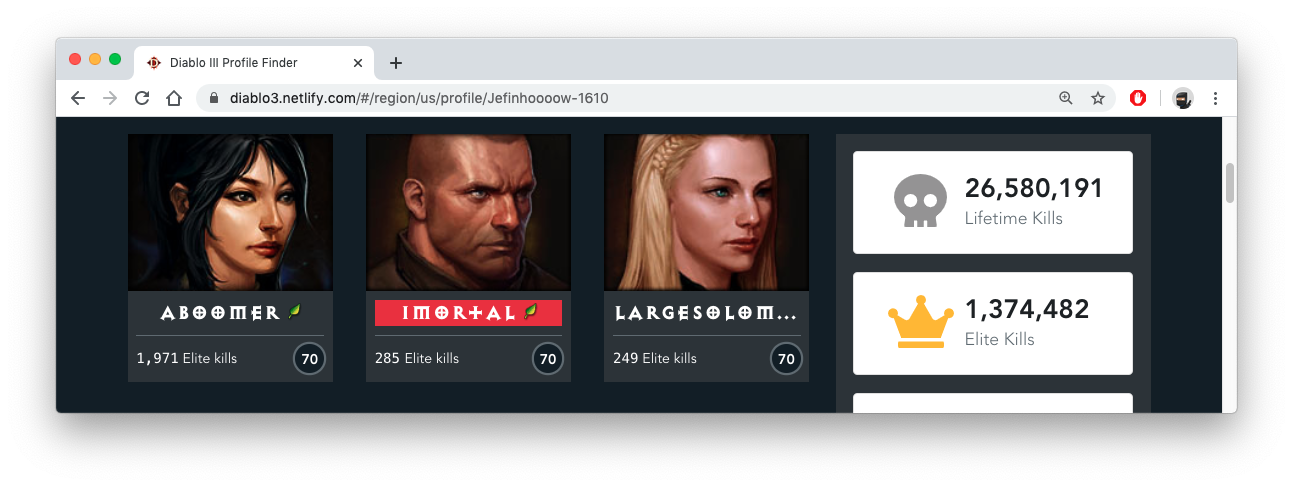 Diablo III Profile Finder
diablo3.netlify.com/#/region/us/profile/Jefinhoooow-1610
ABOOMER
1,971 Elite kills 70
IMORTAL
285 Elite kills 70
LARGESOLOM...
249 Elite kills 70
26,580,191
Lifetime Kills
1,374,482
Elite Kills